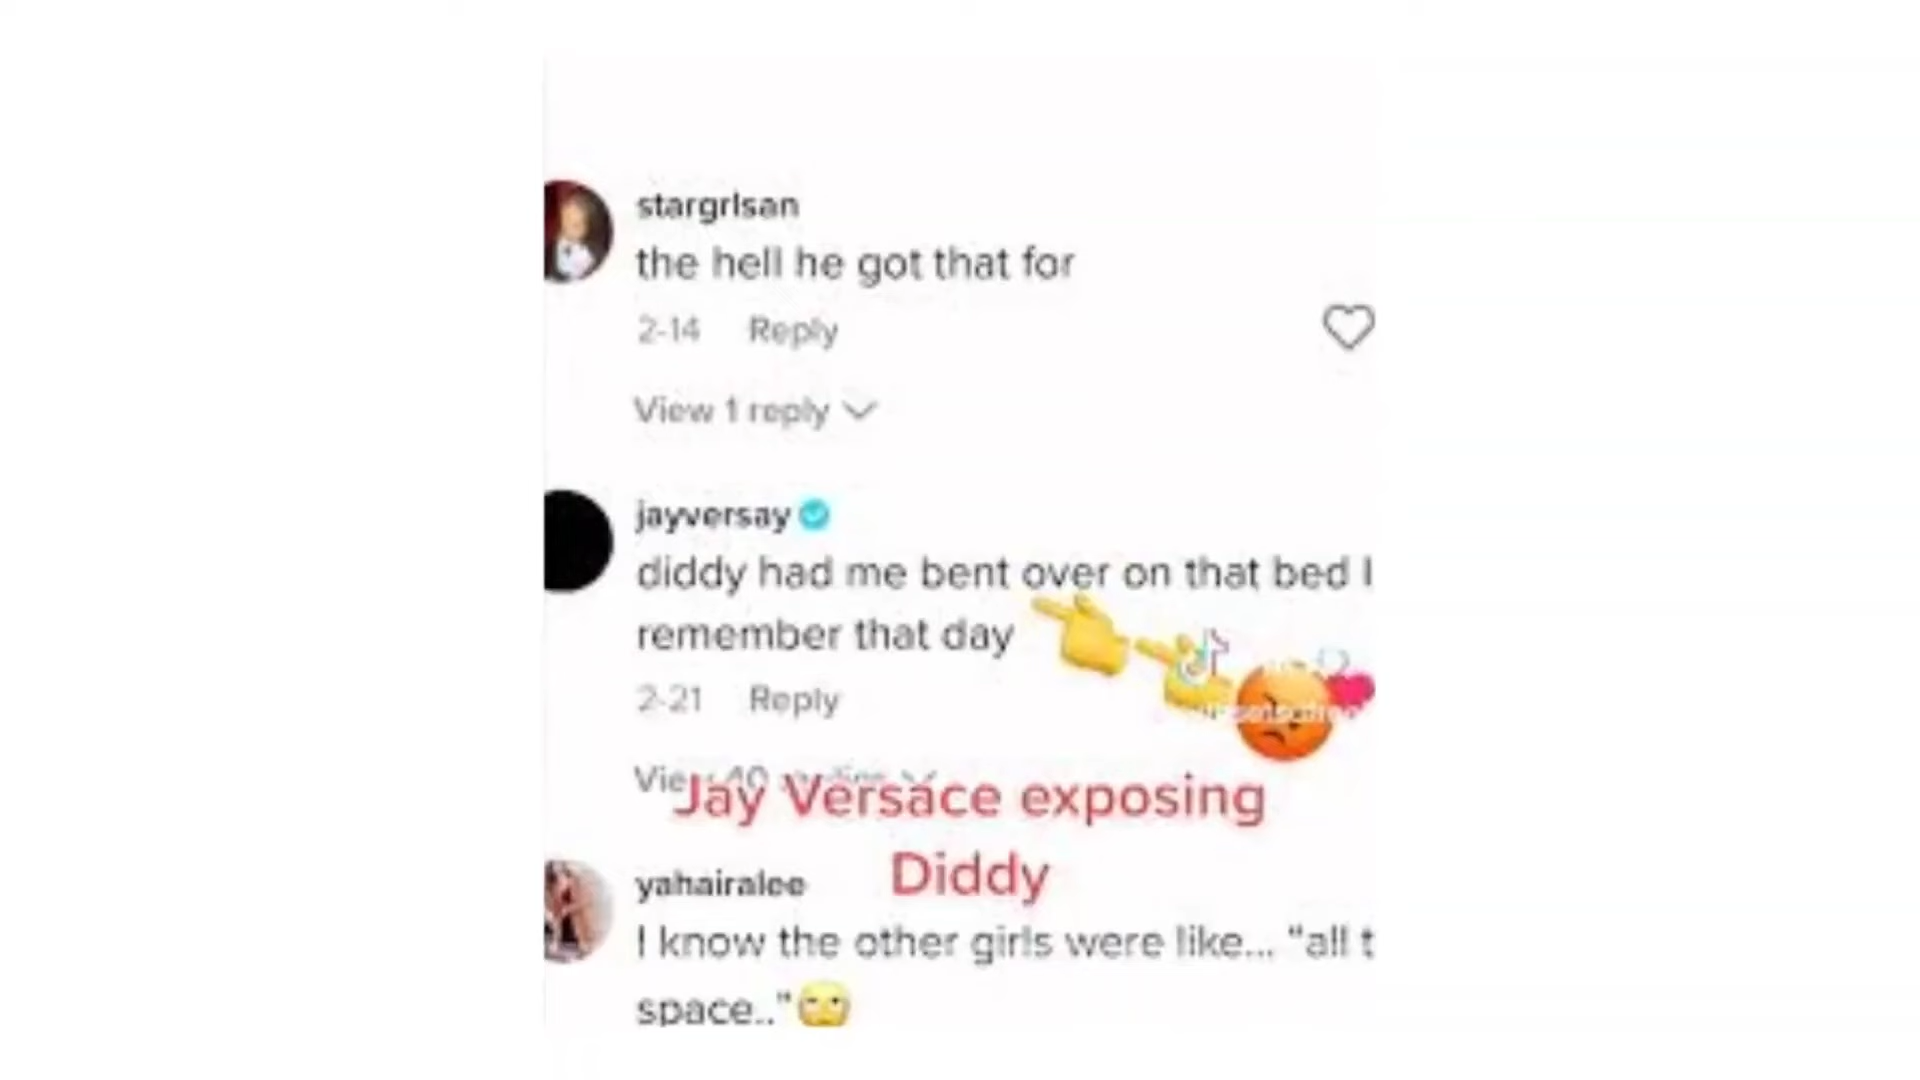 stargrlsan
the hell he got that for
2-14 Reply
View 1 reply
jayversay
diddy had me bent over on that bed I
remember that day
2-21 Reply
View 40
Jay Versace exposing
Diddy
yahairalee
I know the other girls were like... "all t
space.."